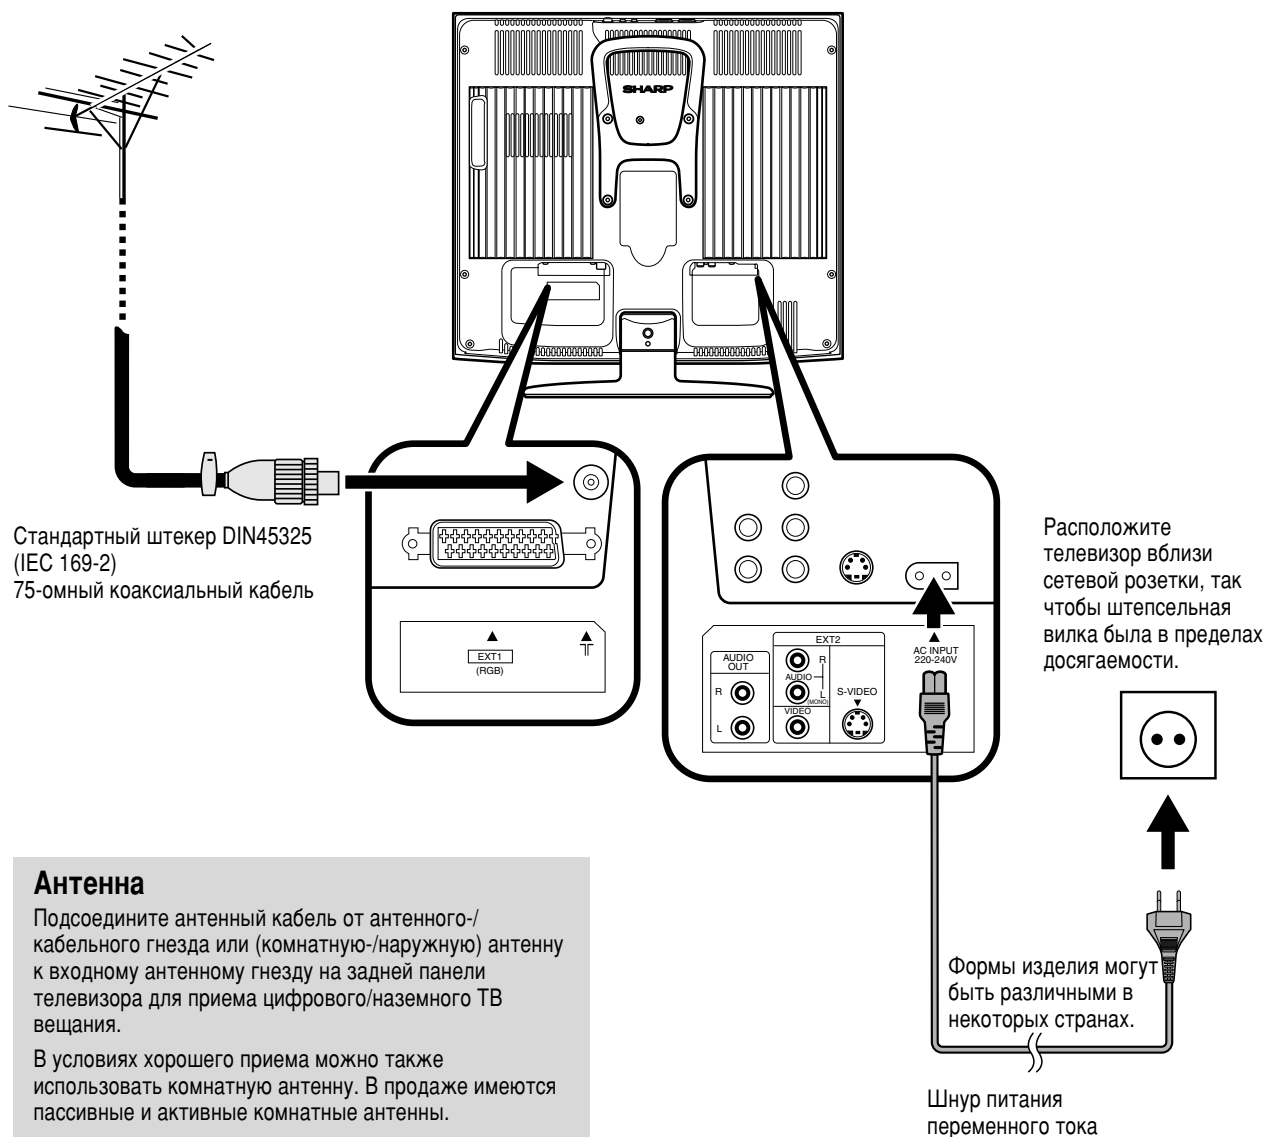 SHARP
Стандартный штекер DIN45325
(IEC 169-2)
75-омный коаксиальный кабель
EXT1
(RGB)
EXT2
AUDIO
OUT
R
L
R
AUDIO
L
(MONO)
VIDEO
S-VIDEO
AC INPUT
220-240V
Расположите
телевизор вблизи
сетевой розетки, так
чтобы штепсельная
вилка была в пределах
досягаемости.
Антенна
Подсоедините антенный кабель от антенного-/
кабельного гнезда или (комнатную-/наружную) антенну
к входному антенному гнезду на задней панели
телевизора для приема цифрового/наземного ТВ
вещания.
В условиях хорошего приема можно также
использовать комнатную антенну. В продаже имеются
пассивные и активные комнатные антенны.
Формы изделия могут
быть различными в
некоторых странах.
Шнур питания
переменного тока